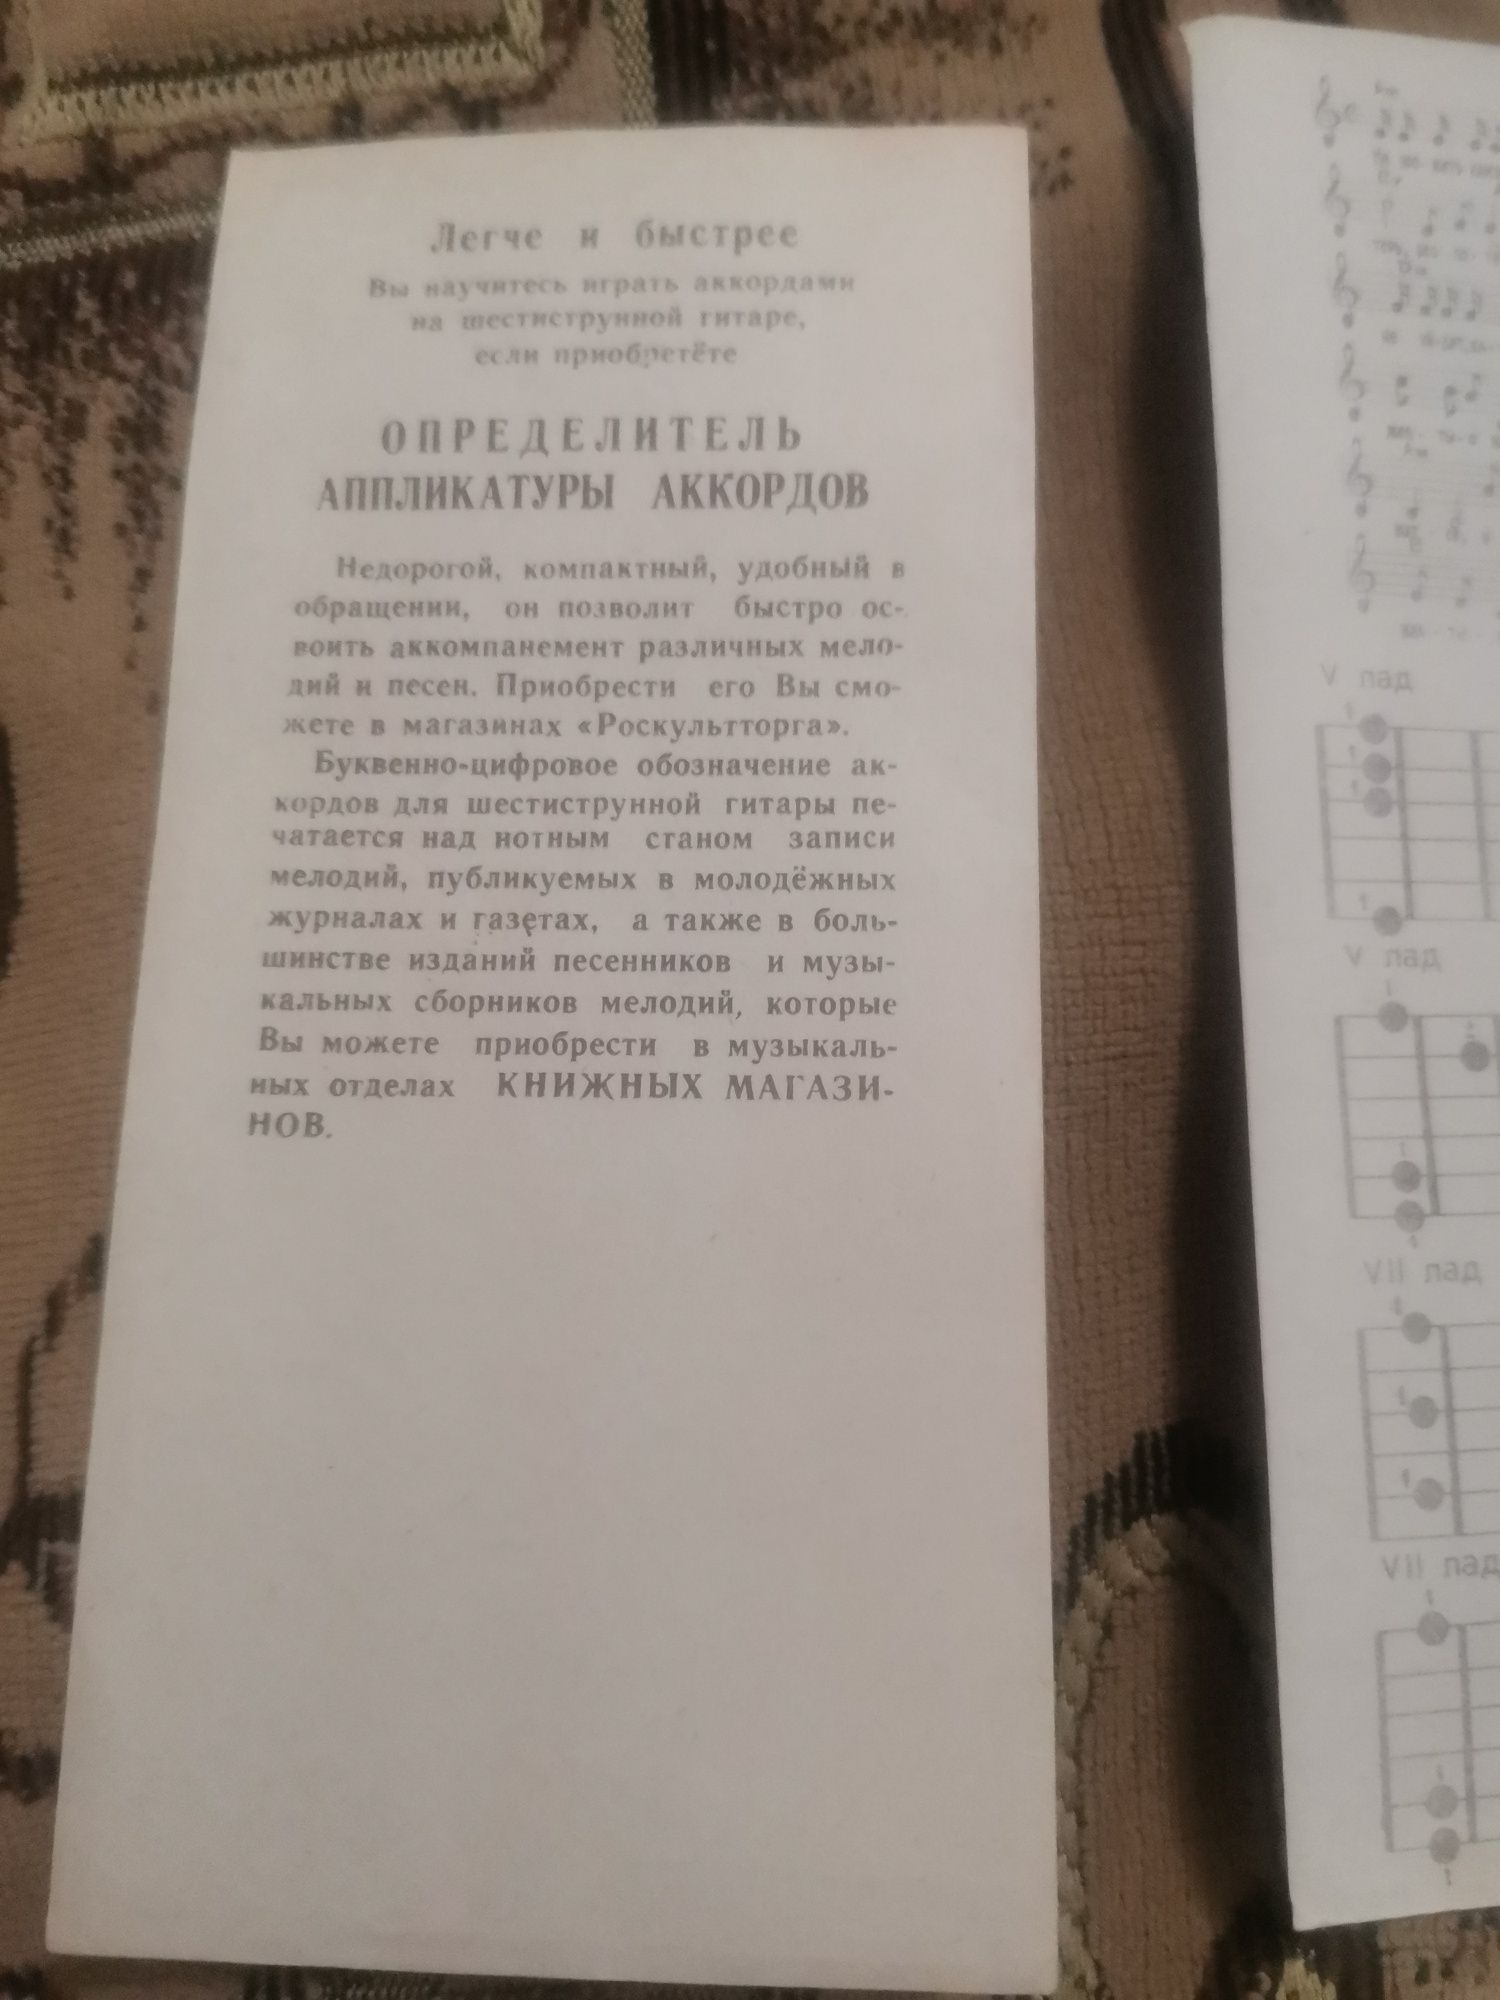 Легче и быстрее
Вы научитесь играть аккордами
на шестиструнной гитаре,
если приобретёте
ОПРЕДЕЛИТЕЛЬ
АППЛИКАТУРЫ АККОРДОВ
Недорогой, компактный, удобный в
обращении, он позволит быстро ос-
воить аккомпанемент различных мело-
дий и песен. Приобрести его Вы смо-
жете в магазинах «Роскультторга».
Буквенно-цифровое обозначение ак-
кордов для шестиструнной гитары пе-
чатается над нотным станом записи
мелодий, публикуемых в молодёжных
журналах и газетах, а также в боль-
шинстве изданий песенников и музы-
кальных сборников мелодий, которые
Вы можете приобрести в музыкаль-
ных отделах КНИЖНЫХ МАГАЗИ-
НОВ.
V лад
V лад
VII лад
VII лад